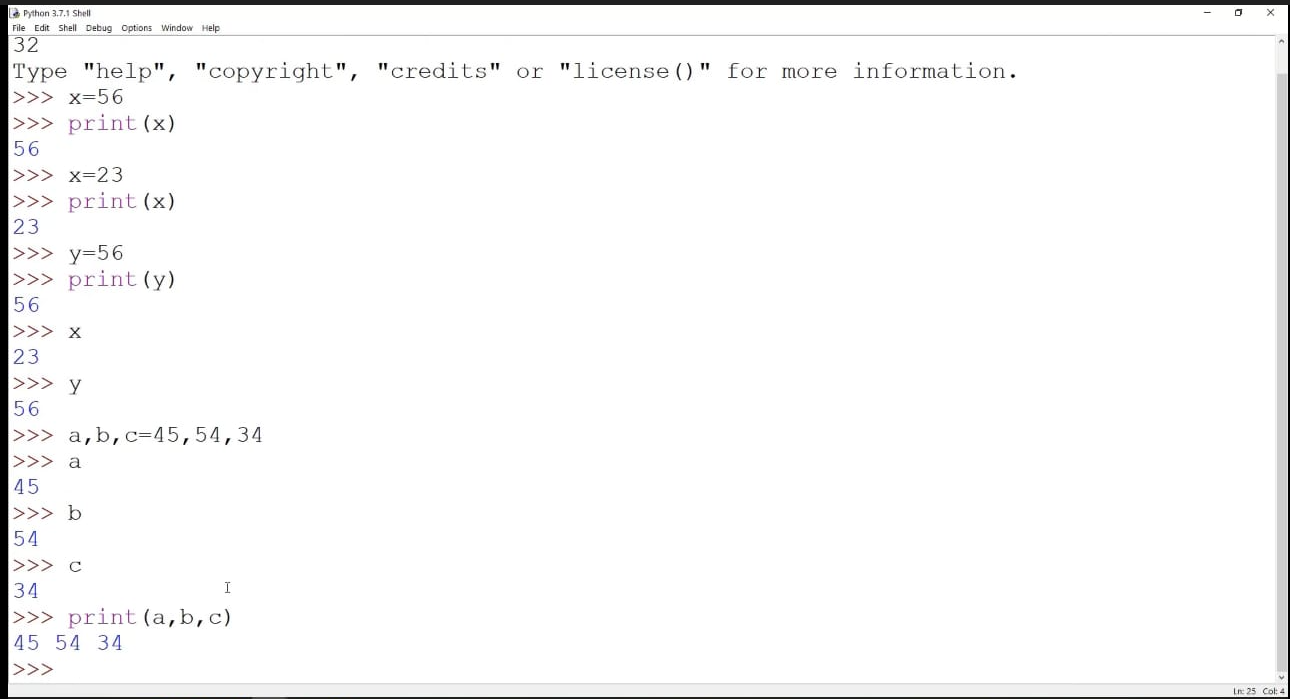 Python 3.7.1 Shell
File Edit Shell Debug Options Window Help
32
Type "help", "copyright", "credits" or "license()" for more information.
>>> x=56
>>> print(x)
56
>>> x=23
>>> print(x)
23
>>> y=56
>>> print(y)
56
>>> x
23
>>> y
56
>>> a,b,c=45,54,34
>>> a
45
>>> b
54
>>> c
34
>>> print(a,b,c)
45 54 34
>>>
Ln: 25 Col: 4